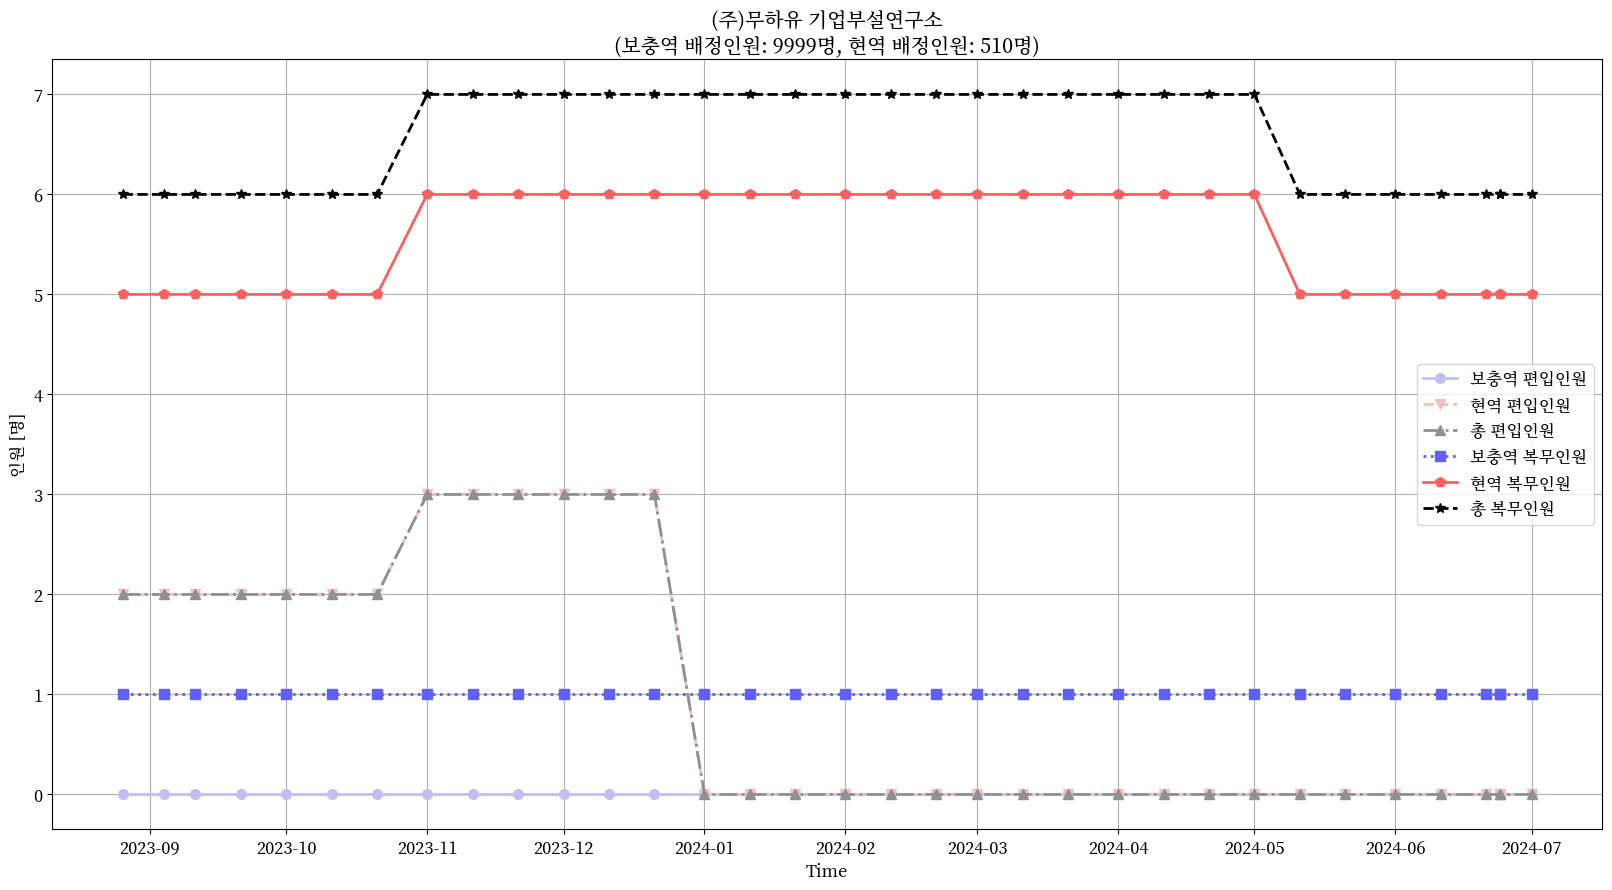 (주)무하유 기업부설연구소
(보충역 배정인원: 9999명, 현역 배정인원: 510명)
인원 [명]
7
6
5
4
3
2
1
0
보충역 편입인원
현역 편입인원
총 편입인원
보충역 복무인원
현역 복무인원
총 복무인원
2023-09 2023-10 2023-11 2023-12 2024-01 2024-02 2024-03 2024-04 2024-05 2024-06 2024-07
Time